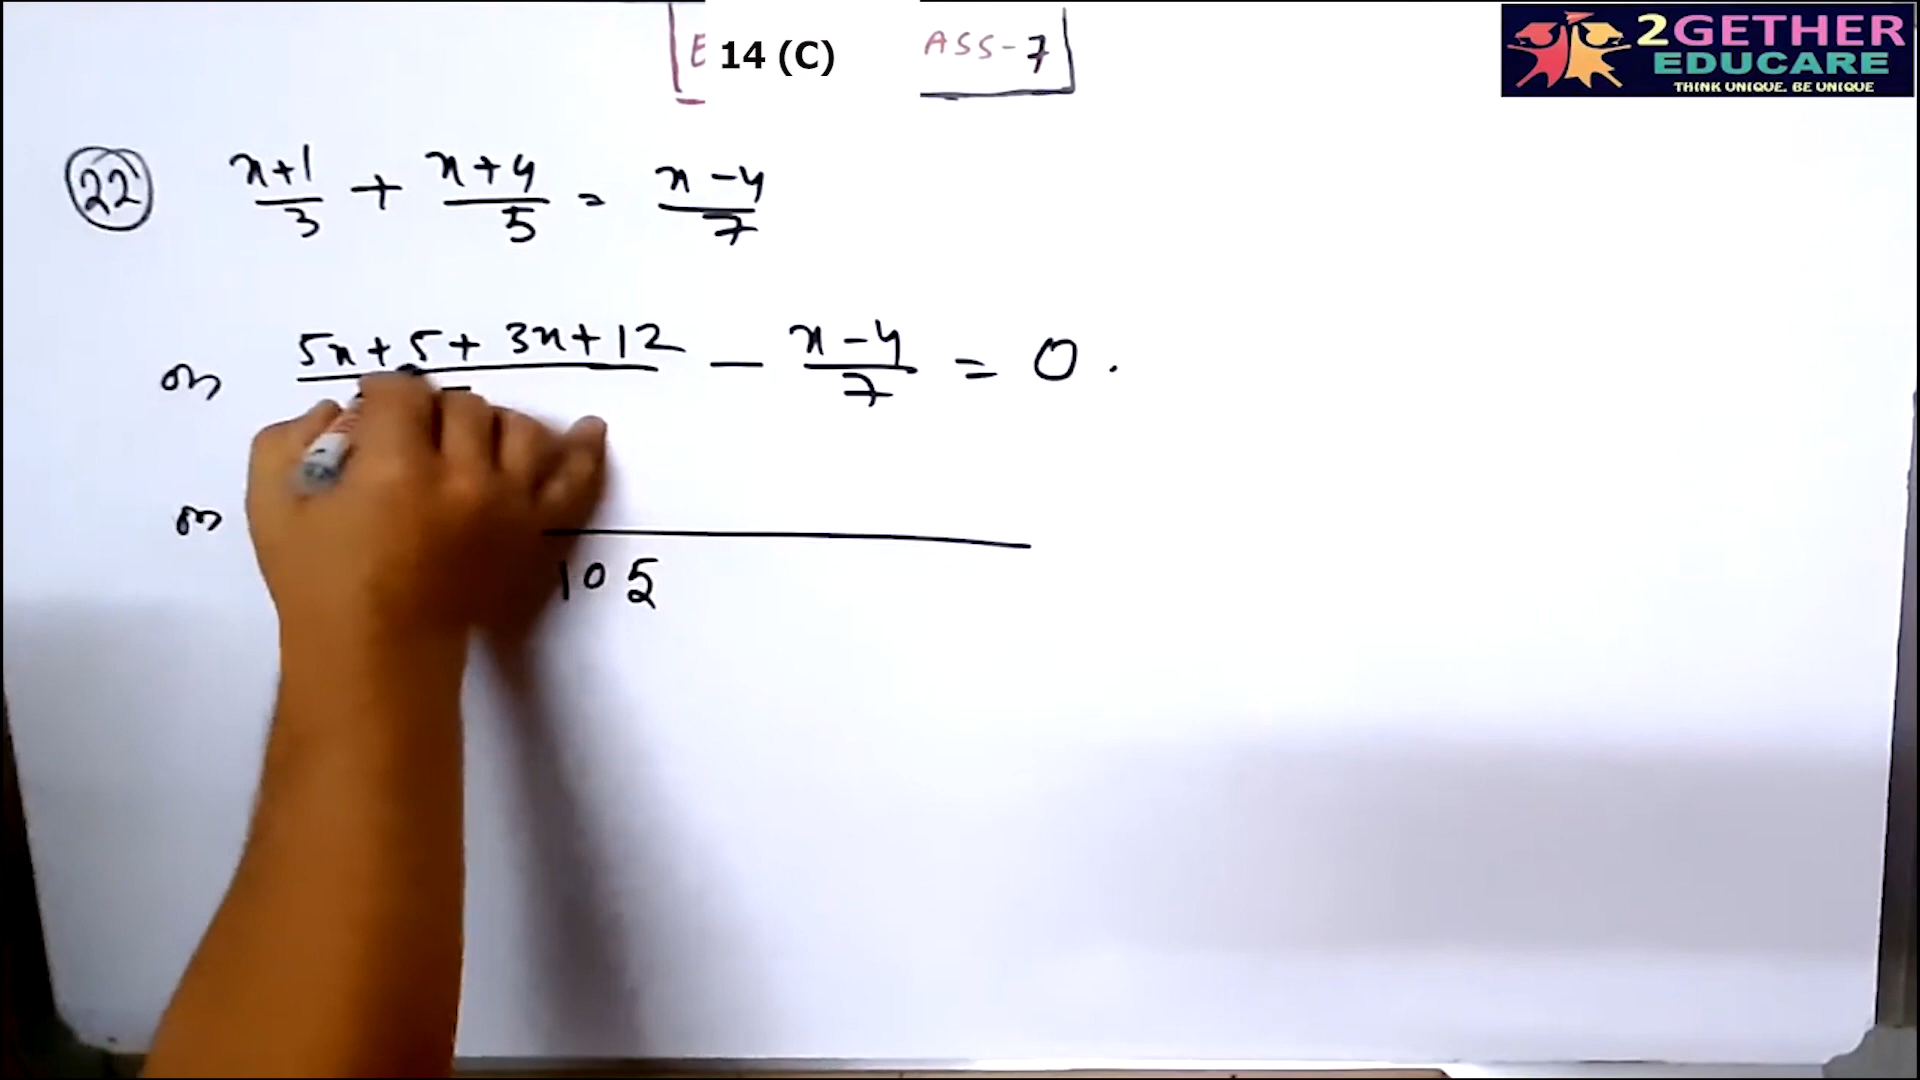 E 14 (C) ASS-7
2GETHER
EDUCARE
THINK UNIQUE. BE UNIQUE
22 x+1/3 + x+4/5 = x-4/7
or 5x+5+3x+12 - x-4/7 = 0.
or
105